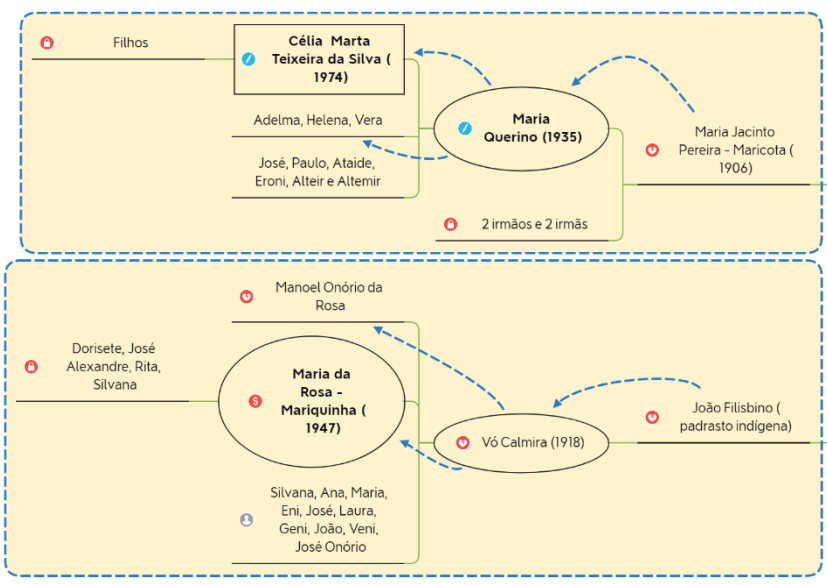 Filhos
Célia Marta
Teixeira da Silva (
1974)
Adelma, Helena, Vera
José, Paulo, Ataide,
Eroni, Alteir e Altemir
Maria
Querino (1935)
2 irmãos e 2 irmãs
Maria Jacinto
Pereira - Maricota (
1906)
Manoel Onório da
Rosa
Dorisete, José
Alexandre, Rita,
Silvana
Maria da
Rosa -
Mariquinha (
1947)
Silvana, Ana, Maria,
Eni, José, Laura,
Geni, João, Veni,
José Onório
Vó Calmira (1918)
João Filisbino (
padrasto indígena)